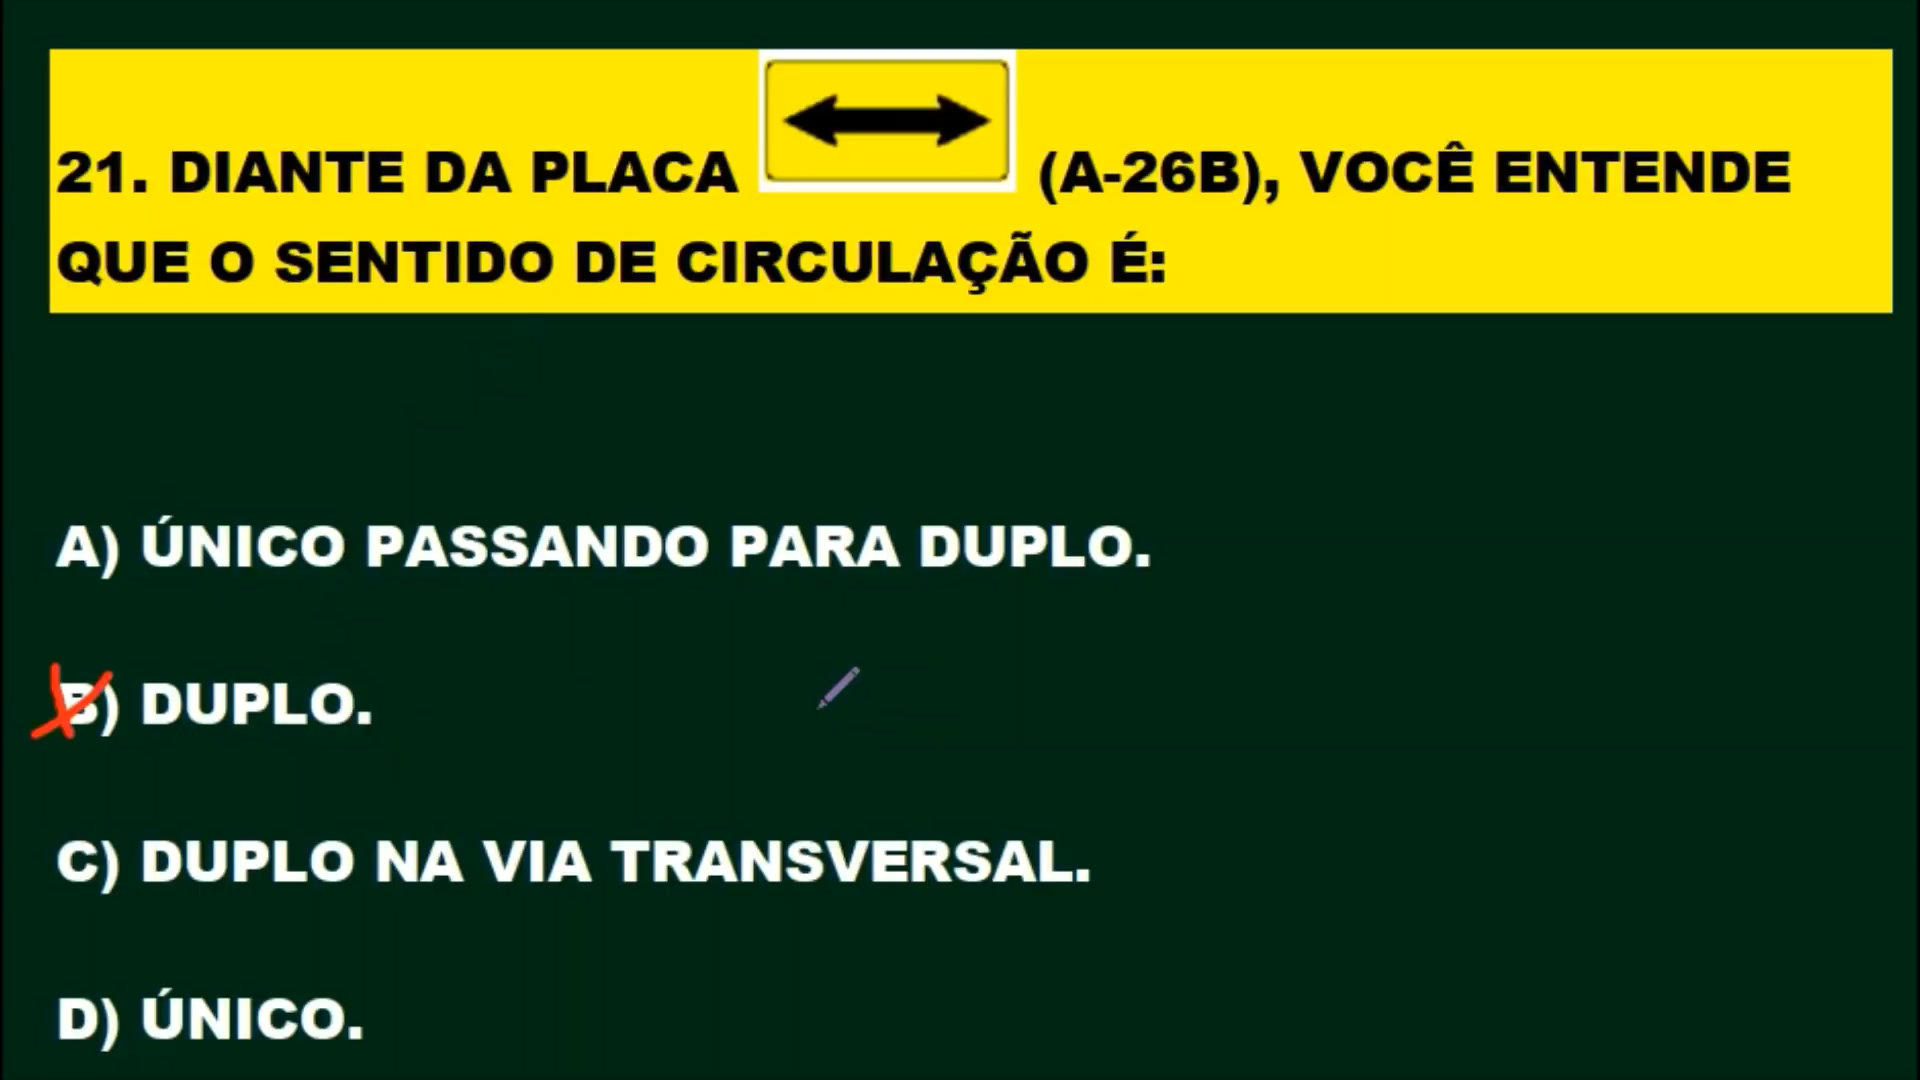 21. DIANTE DA PLACA (A-26B), VOCÊ ENTENDE
QUE O SENTIDO DE CIRCULAÇÃO É:
A) ÚNICO PASSANDO PARA DUPLO.
B) DUPLO.
C) DUPLO NA VIA TRANSVERSAL.
D) ÚNICO.